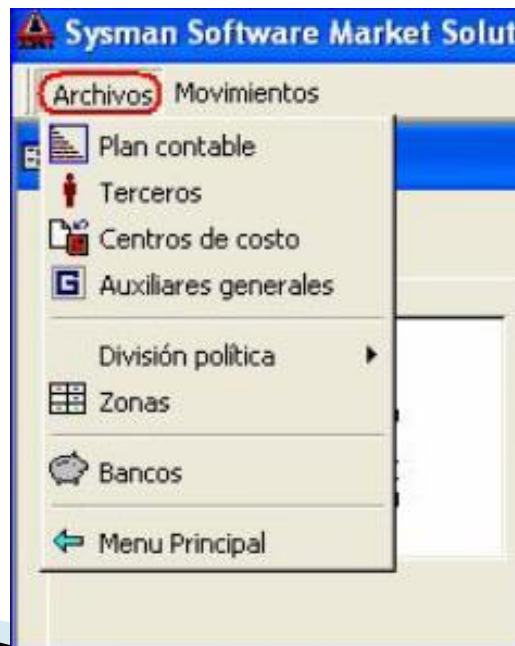 Sysman Software Market Solut
Archivos Movimientos
Plan contable
Terceros
Centros de costo
G Auxiliares generales
División política
Zonas
Bancos
Menu Principal